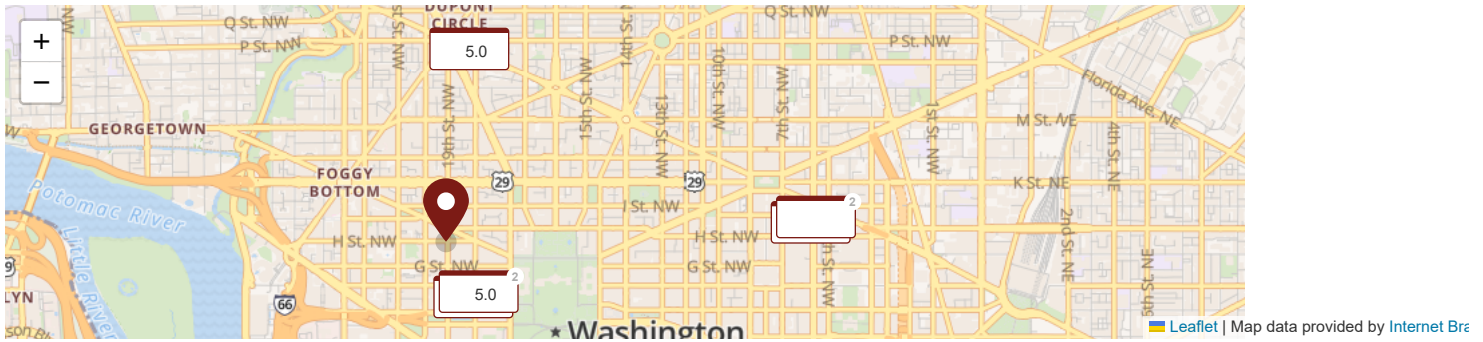 DUPONT
CIRCLE
Q St. NW
Q St. NW
P St. NW
P St. NW
5.0
+
−
GEORGETOWN
FOGGY
BOTTOM
19th St. NW
15th St. NW
14th St. N
13th St. NW
10th St. NW
7th St. NW
1st St. NW
Florida Ave. NE
M St. NE
4th St. NE
K St. NE
2nd St. NE
29
29
I St. NW
2
H St. NW
H St. NW
G St. NW
G St. NW
Potomac River
Little River
66
LYN
2
5.0
Washington
Leaflet | Map data provided by Internet Bra